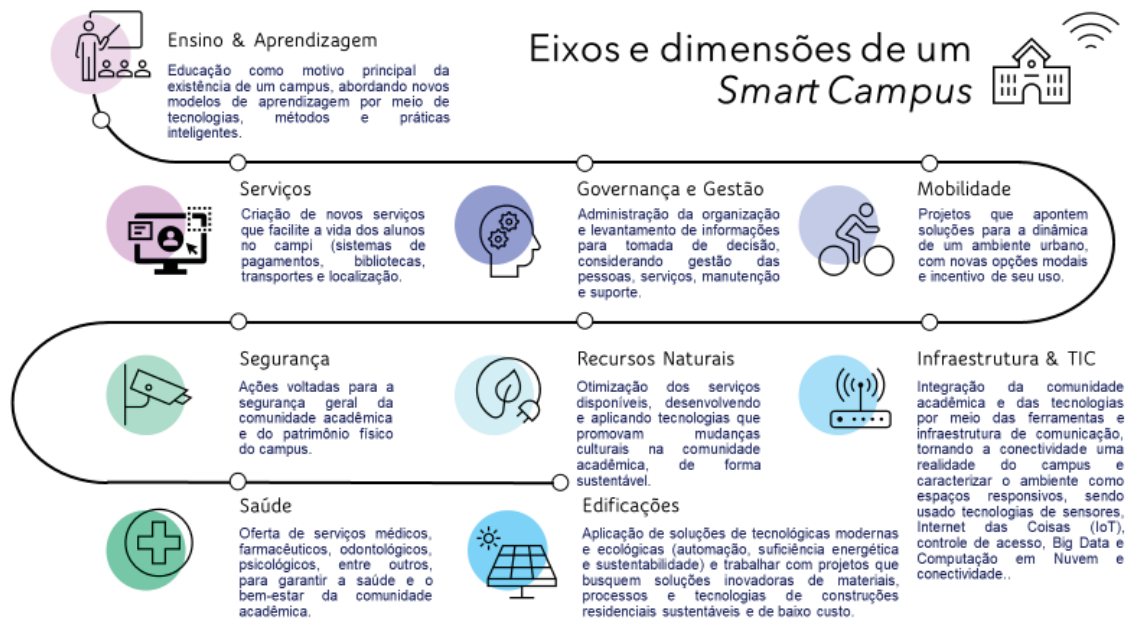 Eixos e dimensões de um
Smart Campus
Ensino & Aprendizagem
Educação como motivo principal da
existência de um campus, abordando novos
modelos de aprendizagem por meio de
tecnologias, métodos e práticas
inteligentes.
Serviços
Criação de novos serviços
que facilite a vida dos alunos
no campi (sistemas de
pagamentos, bibliotecas,
transportes e localização.
Governança e Gestão
Administração da organização
e levantamento de informações
para tomada de decisão,
considerando gestão das
pessoas, serviços, manutenção
e suporte.
Mobilidade
Projetos que apontem
soluções para a dinâmica
de um ambiente urbano,
com novas opções modais
e incentivo de seu uso.
Segurança
Ações voltadas para a
segurança geral da
comunidade acadêmica
e do patrimônio físico
do campus.
Recursos Naturais
Otimização dos serviços
disponíveis, desenvolvendo
e aplicando tecnologias que
promovam mudanças
culturais na comunidade
acadêmica, de forma
sustentável.
Infraestrutura & TIC
Integração da comunidade
acadêmica e das tecnologias
por meio das ferramentas e
infraestrutura de comunicação,
tornando a conectividade uma
realidade do campus e
caracterizar o ambiente como
espaços responsivos, sendo
usado tecnologias de sensores,
Internet das Coisas (IoT),
controle de acesso, Big Data e
Computação em Nuvem e
conectividade..
Saúde
Oferta de serviços médicos,
farmacêuticos, odontológicos,
psicológicos, entre outros,
para garantir a saúde e o
bem-estar da comunidade
acadêmica.
Edificações
Aplicação de soluções de tecnológicas modernas
e ecológicas (automação, suficiência energética
e sustentabilidade) e trabalhar com projetos que
busquem soluções inovadoras de materiais,
processos e tecnologias de construções
residenciais sustentáveis e de baixo custo.